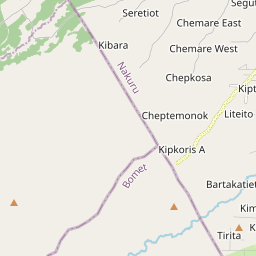 Segut
Seretiot
Chemare East
Kibara
Chemare West
Nakuru
Chepkosa
Kipt
Cheptemonok
Liteito
Kipkoris A
Bomet
Bartakatiet
Kim
K
Tirita